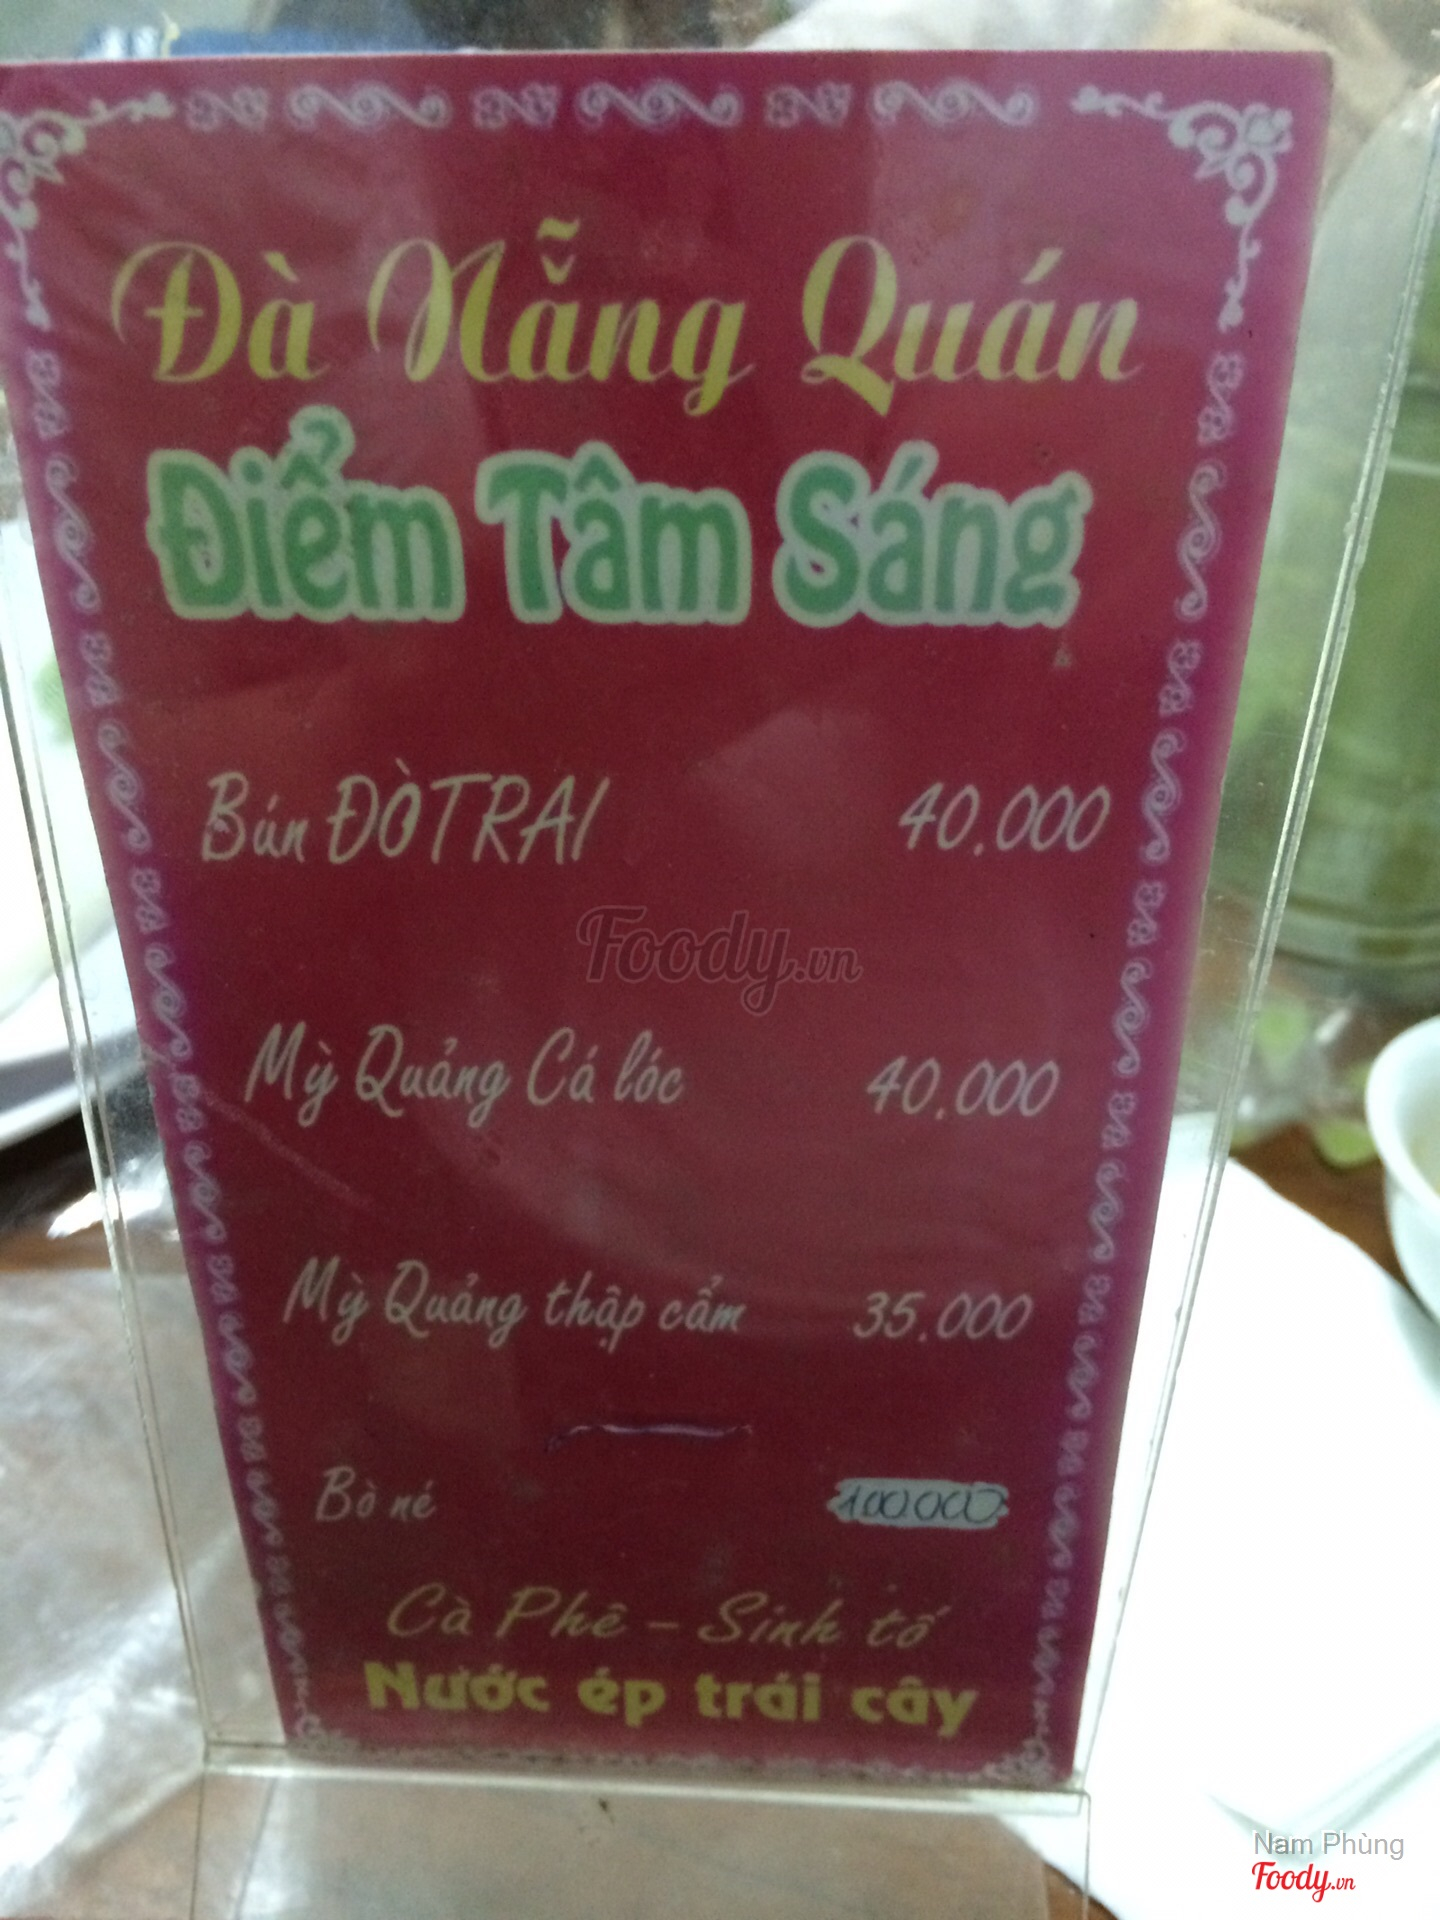 Đà Nẵng Quán
Điểm Tâm Sáng
Bún ĐÒTRAI 40.000
Foody.vn
Mỳ Quảng Cá lóc 40.000
Mỳ Quảng thập cẩm 35.000
Bò né 100.000
Cà Phê - Sinh tố
Nước ép trái cây
Nam Phùng
Foody.vn